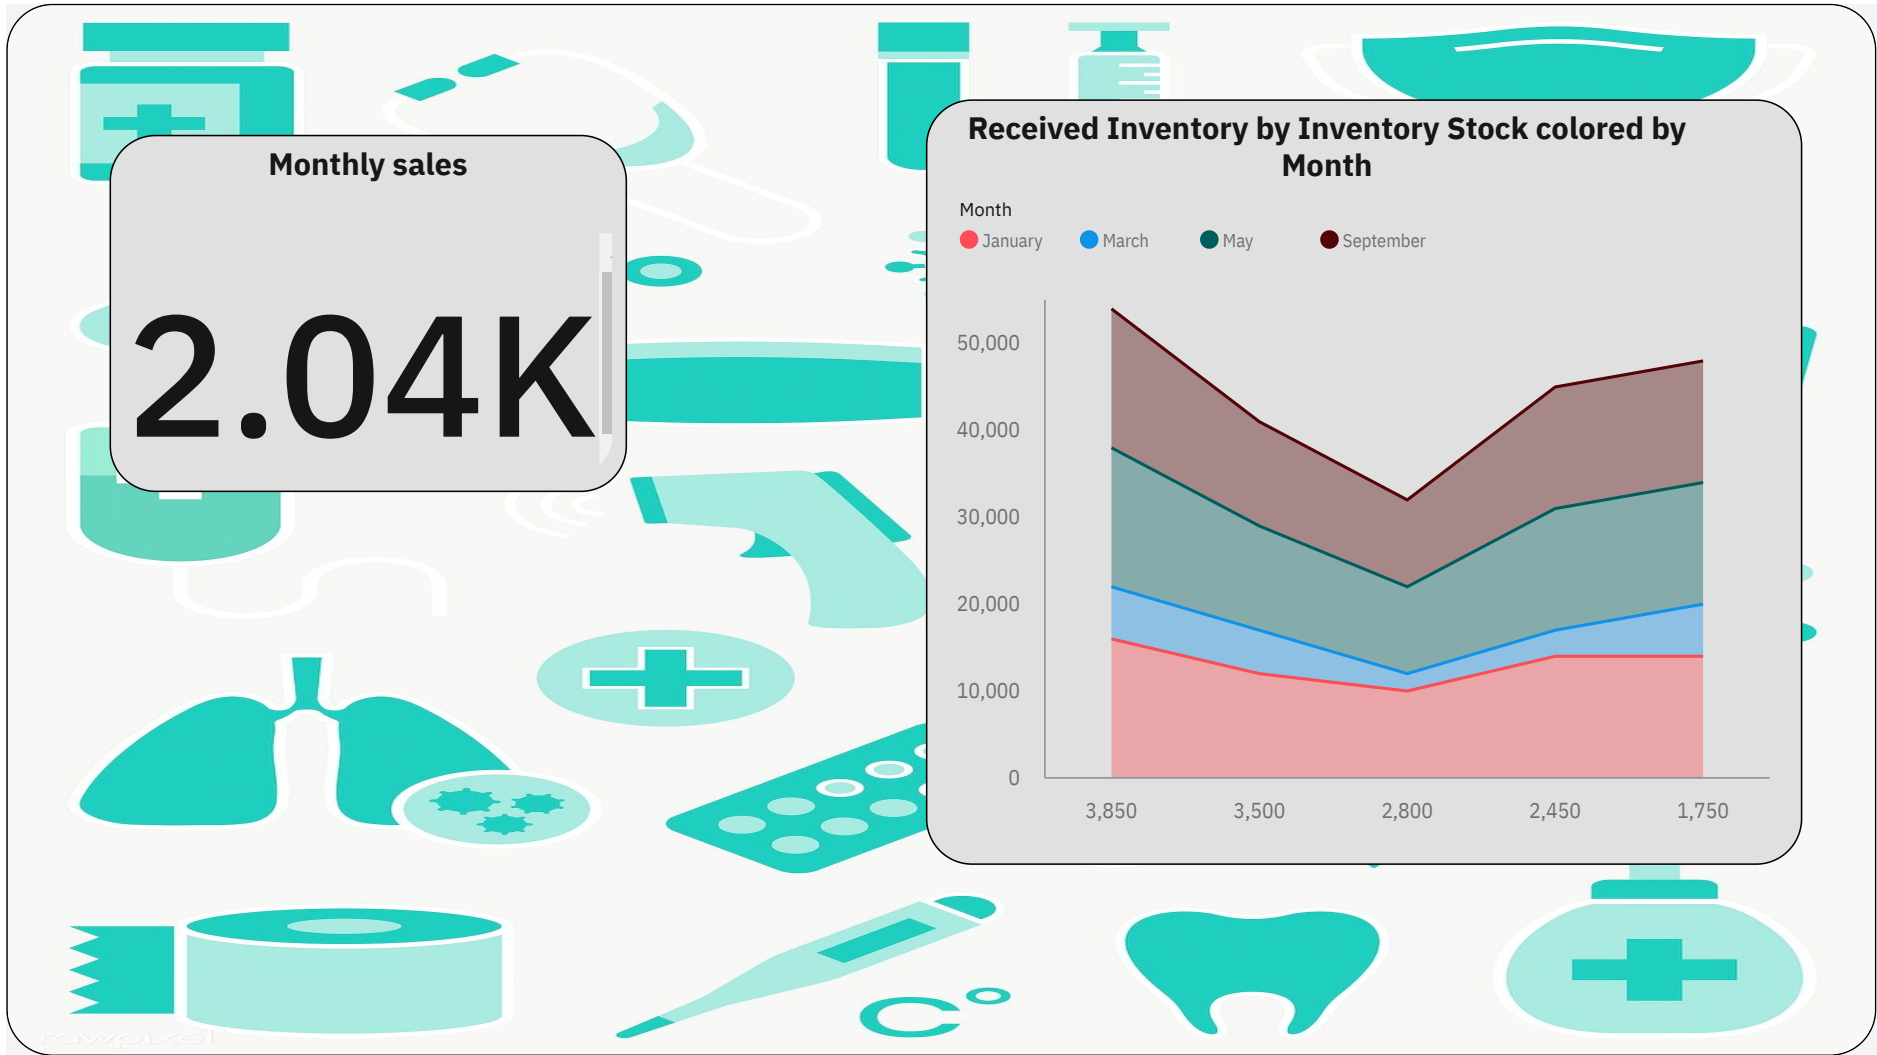 Monthly sales
2.04K
Received Inventory by Inventory Stock colored by
Month
Month
January March May September
50,000
40,000
30,000
20,000
10,000
0
3,850 3,500 2,800 2,450 1,750
C°
rawpixel